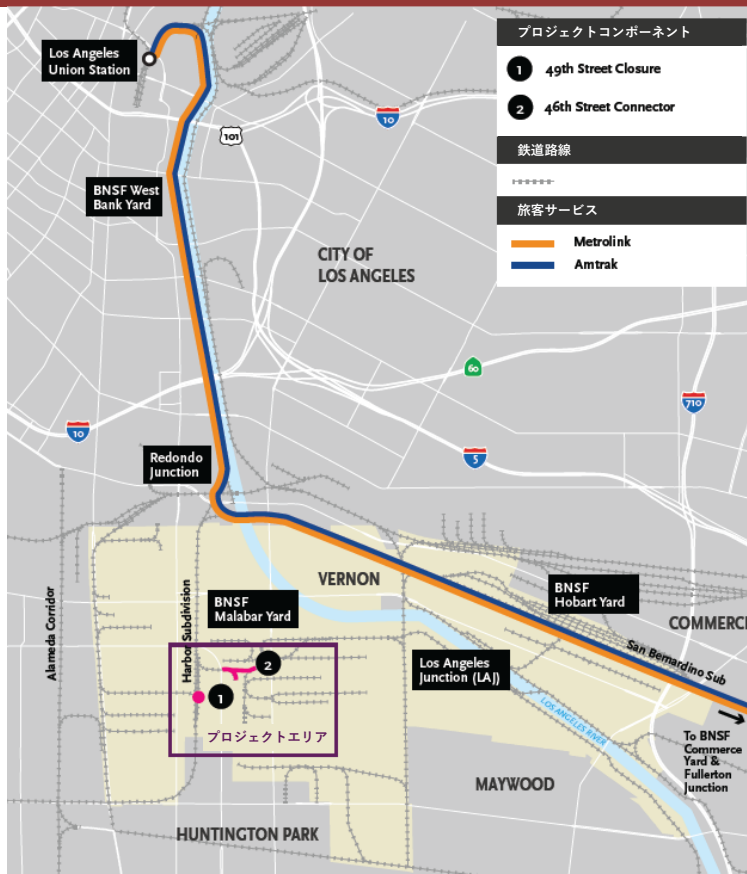 Los Angeles
Union Station
プロジェクトコンポーネント
1 49th Street Closure
2 46th Street Connector
鉄道路線
旅客サービス
Metrolink
Amtrak
10
101
BNSF West
Bank Yard
CITY OF
LOS ANGELES
60
710
10
5
Redondo
Junction
VERNON
BNSF
Hobart Yard
COMMERC
Alameda Corridor
Harbor Subdivision
BNSF
Malabar Yard
San Bernardino Sub
Los Angeles
Junction (LAJ)
2
1
プロジェクトエリア
LOS ANGELES RIVER
To BNSF
Commerce
Yard &
Fullerton
Junction
MAYWOOD
HUNTINGTON PARK